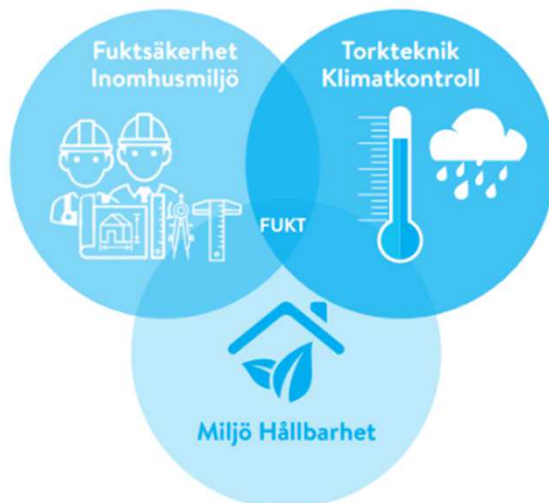 Fuktsäkerhet
Inomhusmiljö
Torkteknik
Klimatkontroll
FUKT
Miljö Hållbarhet